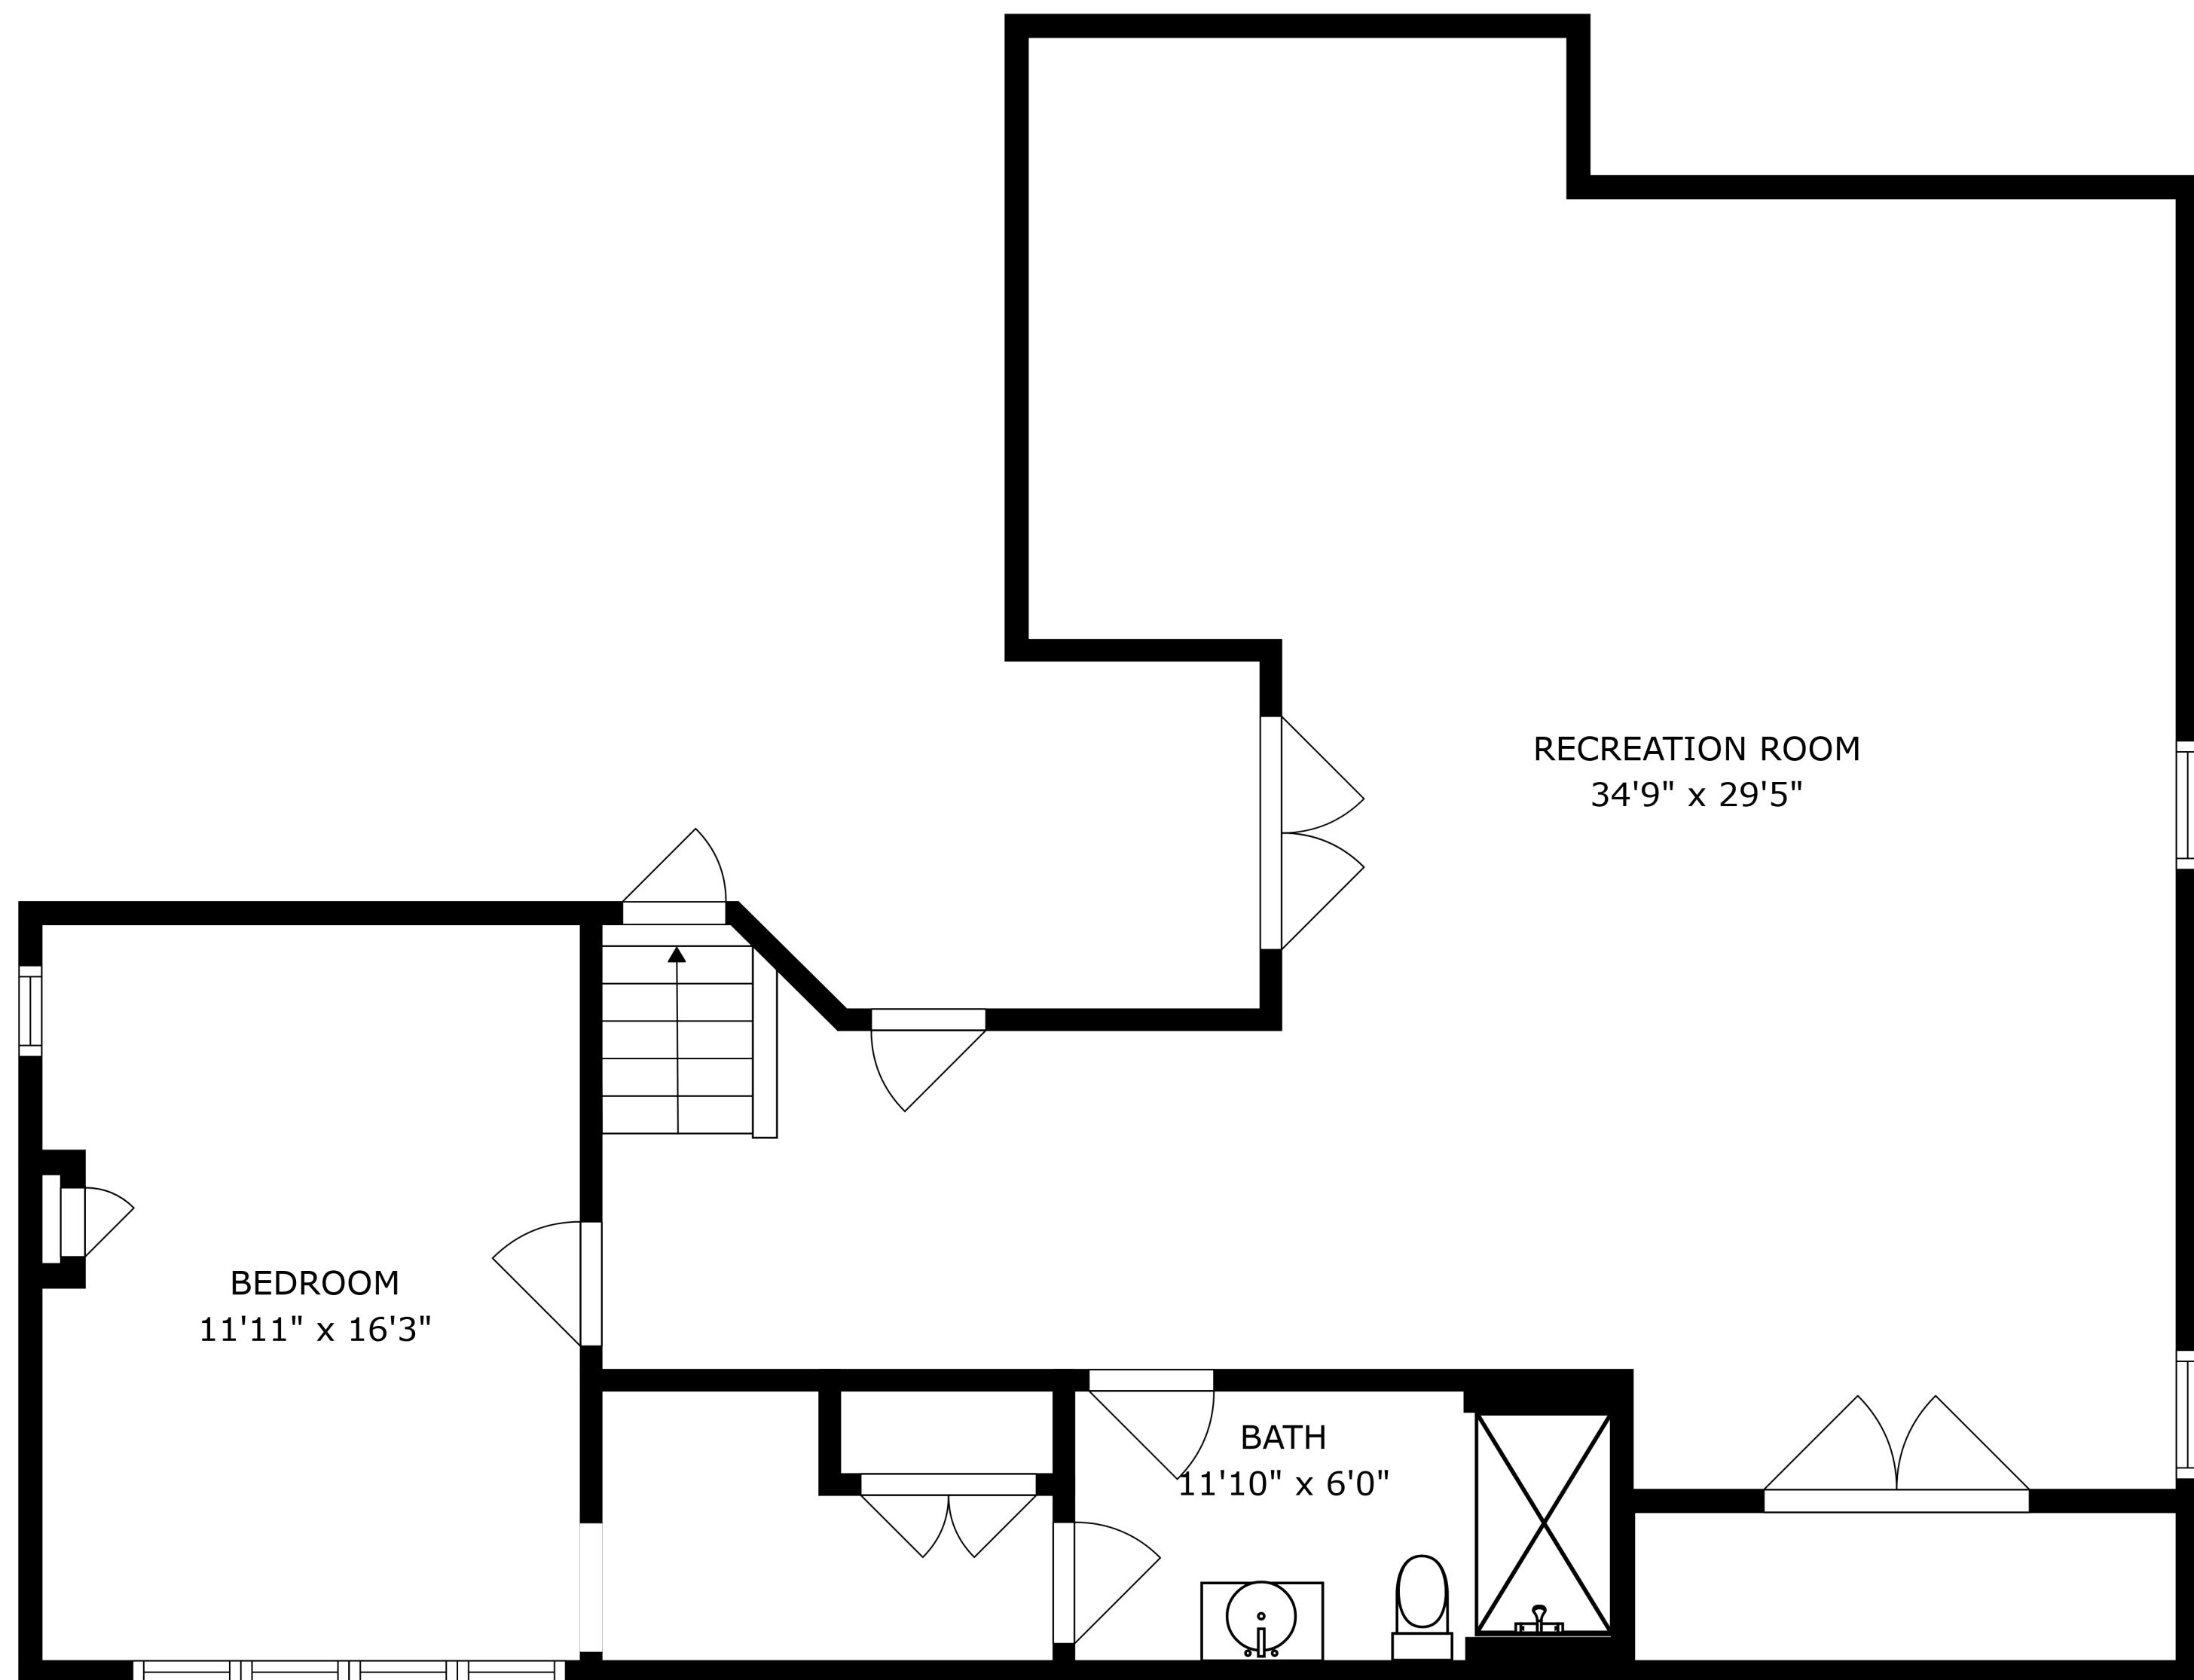 RECREATION ROOM
34'9" x 29'5"
BEDROOM
11'11" x 16'3"
BATH
11'10" x 6'0"